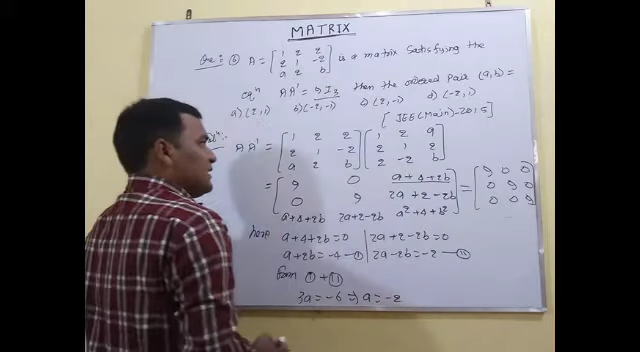 MATRIX
Que:- ⑥ A = [1 2 2; 2 1 -2; a 2 b] is a matrix satisfying the
eqⁿ AA' = 9I₃ then the ordered Pair (a,b) =
a) (2,1) b) (-2,-1) c) (2,-1) d) (-2,1)
[JEE(Main)-2015]
Solⁿ:- AA' = [1 2 2; 2 1 -2; a 2 b] [1 2 a; 2 1 2; 2 -2 b]
= [9 0 a+4+2b; 0 9 2a+2-2b; a+4+2b 2a+2-2b a²+4+b²] = [9 0 0; 0 9 0; 0 0 9]
here a+4+2b=0 | 2a+2-2b=0
a+2b=-4 —① | 2a-2b=-2 —⑪
from ① + ⑪
3a=-6 ⇒ a=-2